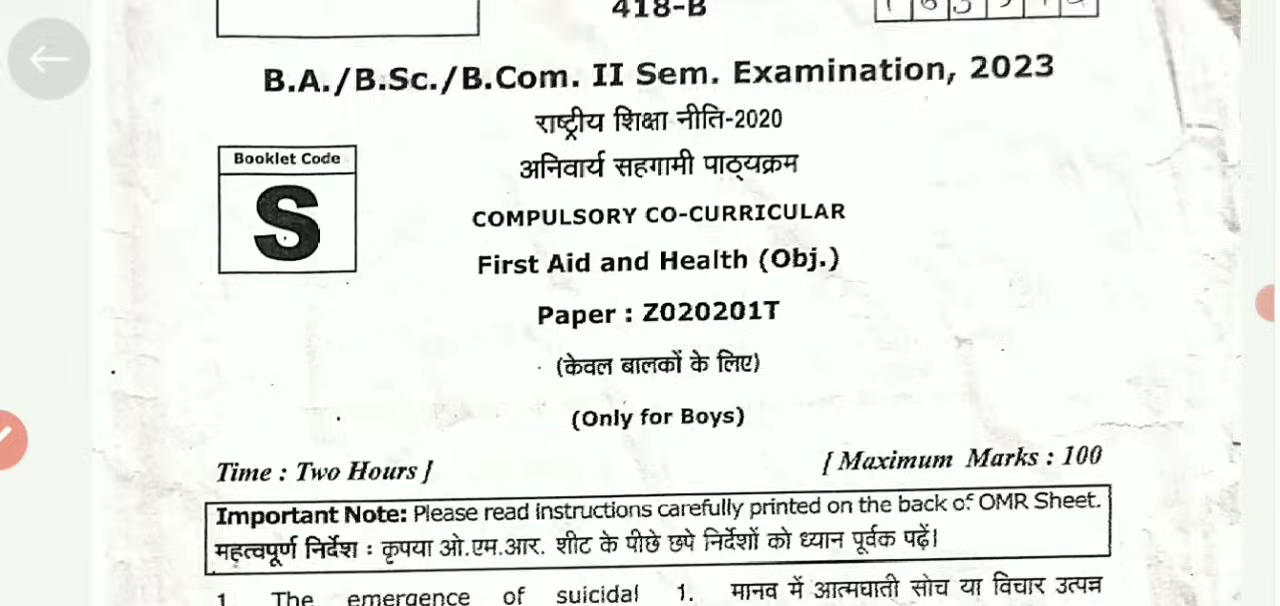 418-B
B.A./B.Sc./B.Com. II Sem. Examination, 2023
राष्ट्रीय शिक्षा नीति-2020
अनिवार्य सहगामी पाठ्यक्रम
Booklet Code
S
COMPULSORY CO-CURRICULAR
First Aid and Health (Obj.)
Paper : Z020201T
(केवल बालकों के लिए)
(Only for Boys)
Time : Two Hours ]
[ Maximum Marks : 100
Important Note: Please read instructions carefully printed on the back of OMR Sheet.
महत्वपूर्ण निर्देश : कृपया ओ.एम.आर. शीट के पीछे छपे निर्देशों को ध्यान पूर्वक पढ़ें।
1. The emergence of suicidal
1. मानव में आत्मघाती सोच या विचार उत्पन्न